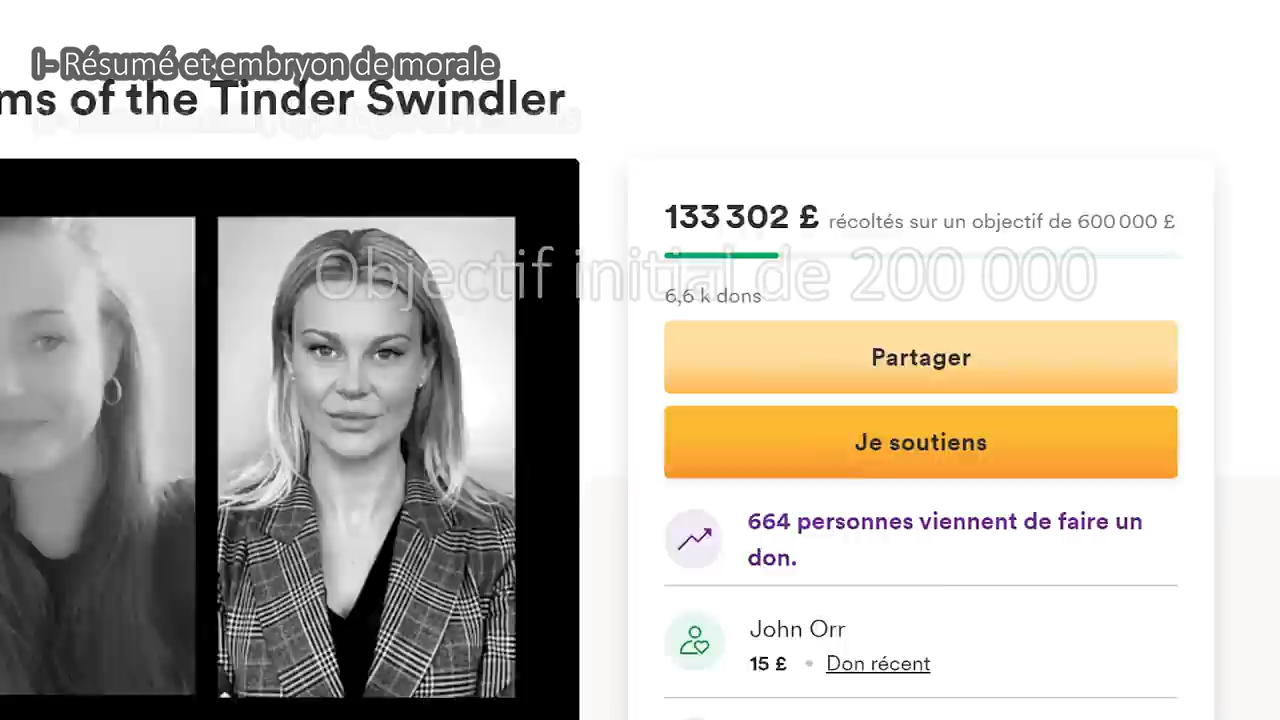 I- Résumé et embryon de morale
ms of the Tinder Swindler
133 302 £ récoltés sur un objectif de 600 000 £
Objectif initial de 200 000
6,6 k dons
Partager
Je soutiens
664 personnes viennent de faire un
don.
John Orr
15 £ • Don récent